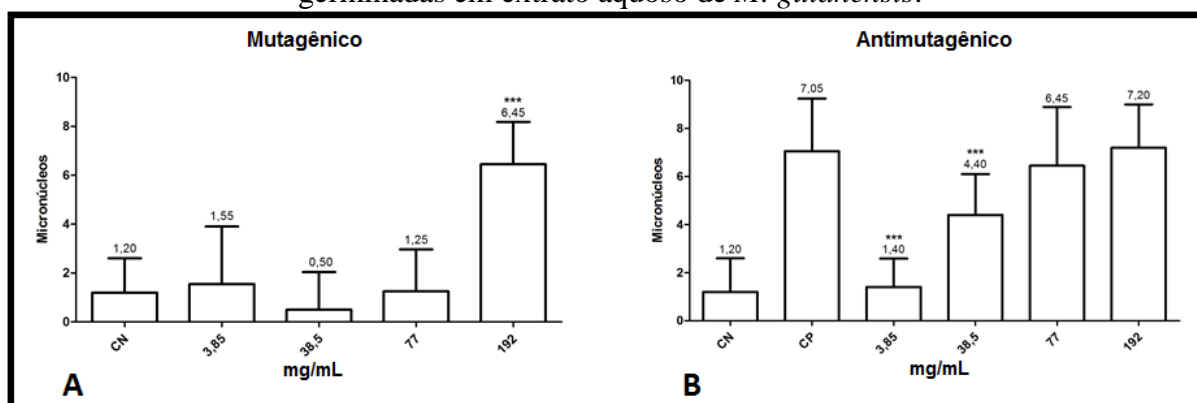 germinadas em extrato aquoso de M. guianensis.
Mutagênico
10
8
6
4
2
0
Micronúcleos
1,20
1,55
0,50
1,25
***
6,45
CN
3,85
38,5
77
192
mg/mL
A
Antimutagênico
10
8
6
4
2
0
Micronúcleos
1,20
7,05
***
1,40
***
4,40
6,45
7,20
CN
CP
3,85
38,5
77
192
mg/mL
B